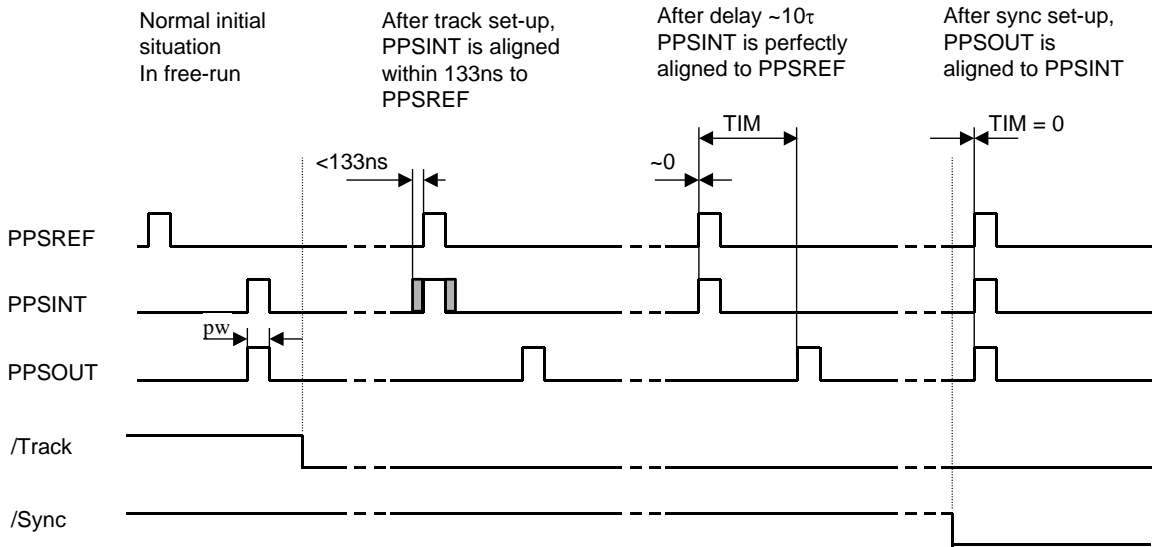 Normal initial
situation
In free-run
After track set-up,
PPSINT is aligned
within 133ns to
PPSREF
After delay ~10τ
PPSINT is perfectly
aligned to PPSREF
After sync set-up,
PPSOUT is
aligned to PPSINT
TIM
TIM = 0
<133ns
~0
PPSREF
PPSINT
pw
PPSOUT
/Track
/Sync